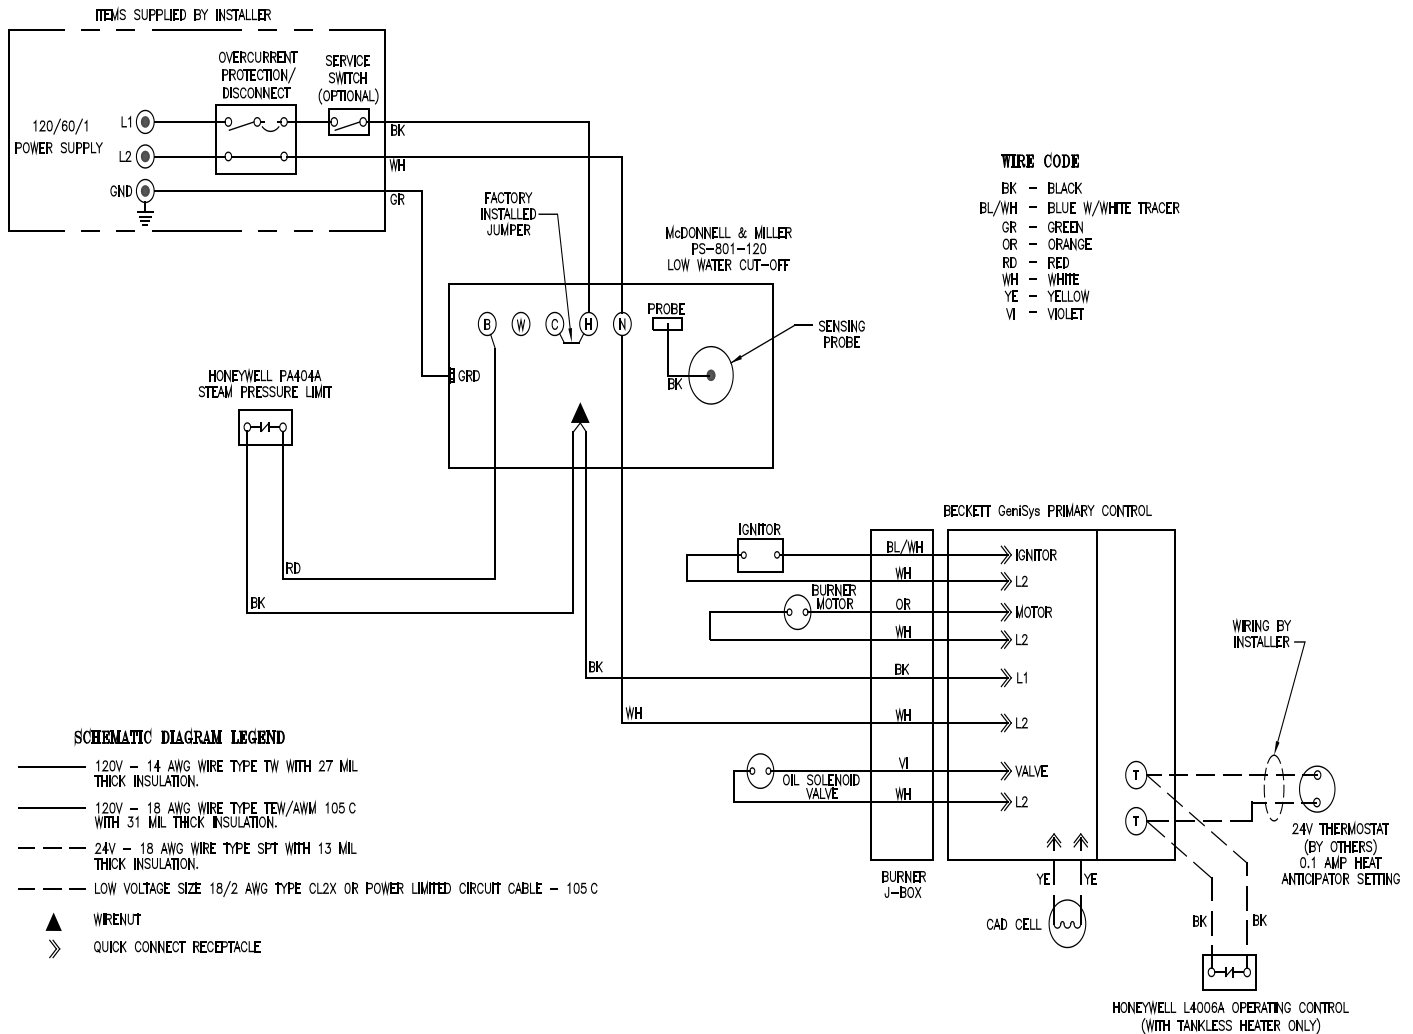 ITEMS SUPPLIED BY INSTALLER
OVERCURRENT
PROTECTION/
DISCONNECT
SERVICE
SWITCH
(OPTIONAL)
120/60/1
POWER SUPPLY
L1
L2
GND
BK
WH
GR
WIRE CODE
BK - BLACK
BL/WH - BLUE W/WHITE TRACER
GR - GREEN
OR - ORANGE
RD - RED
WH - WHITE
YE - YELLOW
VI - VIOLET
FACTORY
INSTALLED
JUMPER
McDONNELL & MILLER
PS-801-120
LOW WATER CUT-OFF
B
W
C
H
N
PROBE
BK
SENSING
PROBE
GRD
HONEYWELL PA404A
STEAM PRESSURE LIMIT
RD
BK
BK
WH
BECKETT GeniSys PRIMARY CONTROL
IGNITOR
BL/WH
IGNITOR
WH
L2
BURNER
MOTOR
OR
MOTOR
WH
L2
BK
L1
WH
L2
OIL SOLENOID
VALVE
VI
VALVE
WH
L2
BURNER
J-BOX
YE
YE
CAD CELL
T
T
WIRING BY
INSTALLER
24V THERMOSTAT
(BY OTHERS)
0.1 AMP HEAT
ANTICIPATOR SETTING
BK
BK
HONEYWELL L4006A OPERATING CONTROL
(WITH TANKLESS HEATER ONLY)
SCHEMATIC DIAGRAM LEGEND
120V - 14 AWG WIRE TYPE TW WITH 27 MIL
THICK INSULATION.
120V - 18 AWG WIRE TYPE TEW/AWM 105 C
WITH 31 MIL THICK INSULATION.
24V - 18 AWG WIRE TYPE SPT WITH 13 MIL
THICK INSULATION.
LOW VOLTAGE SIZE 18/2 AWG TYPE CL2X OR POWER LIMITED CIRCUIT CABLE - 105 C
WIRENUT
QUICK CONNECT RECEPTACLE